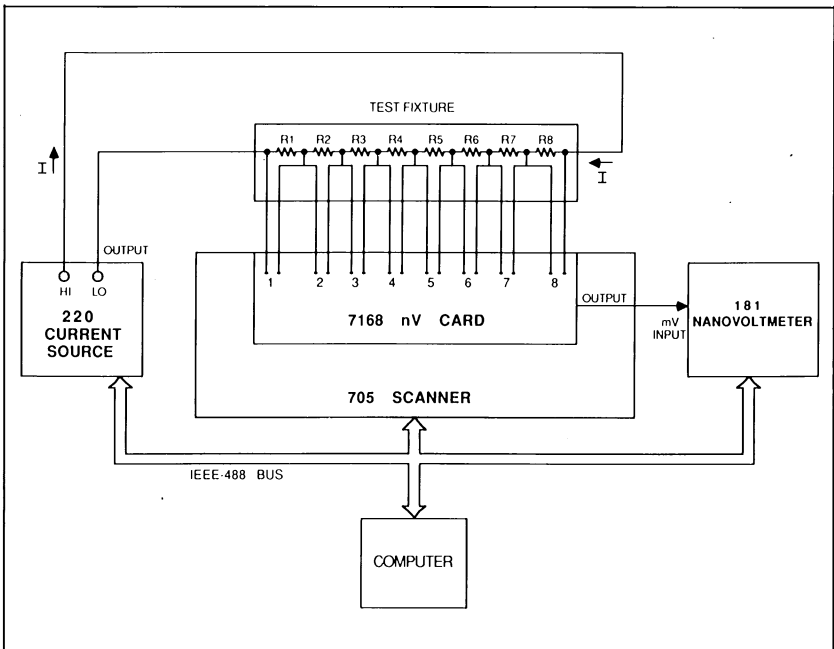 TEST FIXTURE
R1 R2 R3 R4 R5 R6 R7 R8
I
I
OUTPUT
HI LO
220
CURRENT
SOURCE
1 2 3 4 5 6 7 8
7168 nV CARD
OUTPUT
705 SCANNER
mV
INPUT
181
NANOVOLTMETER
IEEE-488 BUS
COMPUTER